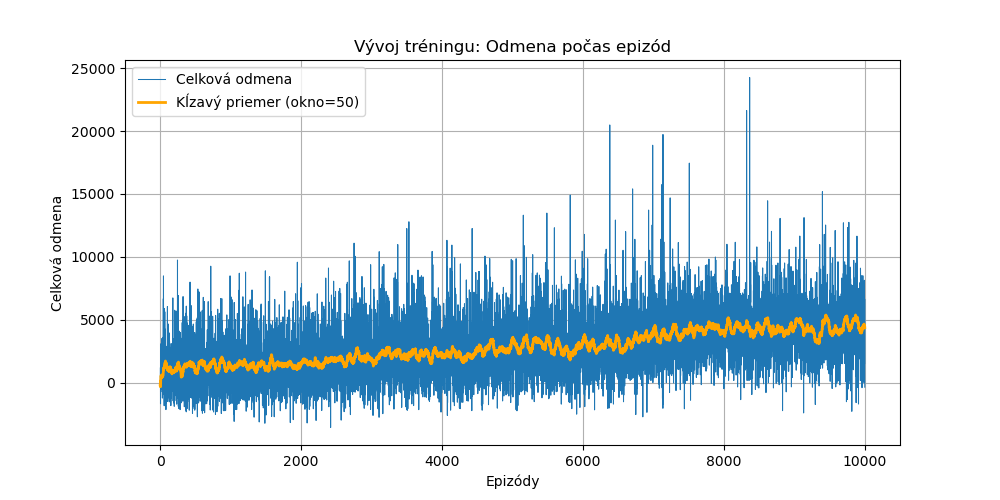 Vývoj tréningu: Odmena počas epizód
Celková odmena
Kĺzavý priemer (okno=50)
25000
20000
15000
10000
5000
0
Celková odmena
0 2000 4000 6000 8000 10000
Epizódy